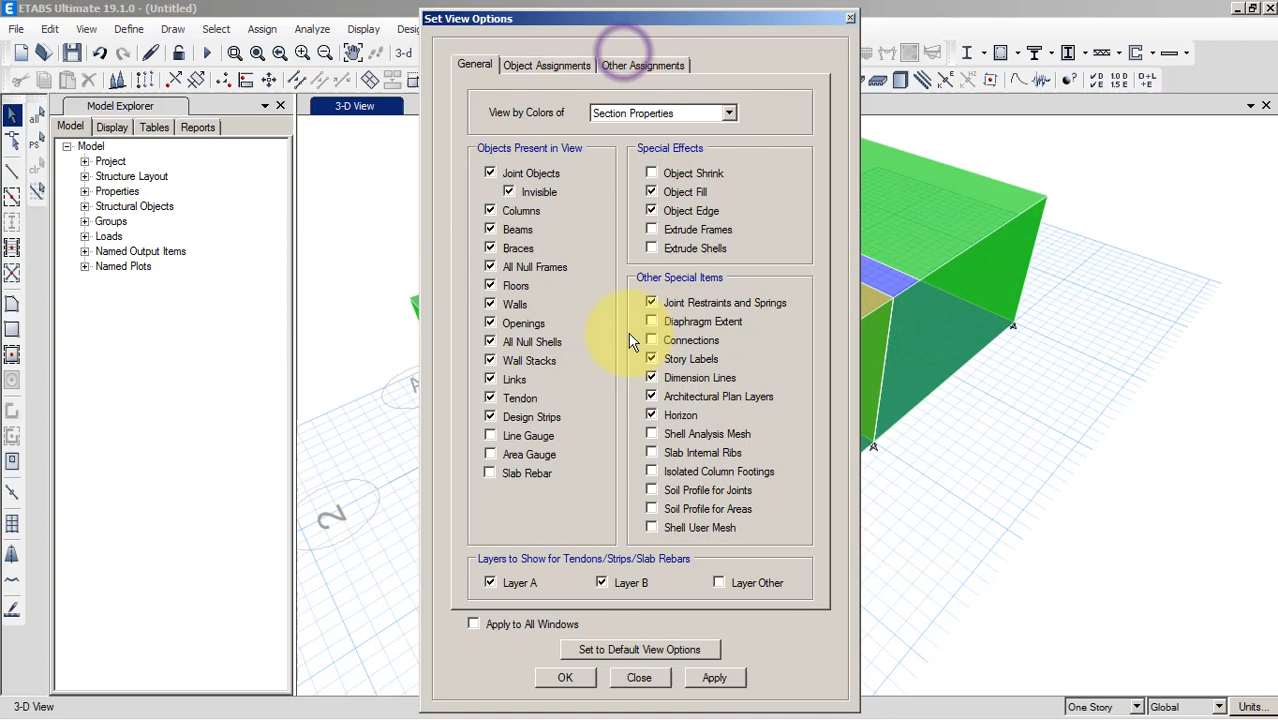 ETABS Ultimate 19.1.0 - (Untitled)
File Edit View Define Draw Select Assign Analyze Display
3-d
Model Explorer
Model Display Tables Reports
Model
Project
Structure Layout
Properties
Structural Objects
Groups
Loads
Named Output Items
Named Plots
all
PS
clr
3-D View
2
Set View Options
General Object Assignments Other Assignments
View by Colors of Section Properties
Objects Present in View
Joint Objects
Invisible
Columns
Beams
Braces
All Null Frames
Floors
Walls
Openings
All Null Shells
Wall Stacks
Links
Tendon
Design Strips
Line Gauge
Area Gauge
Slab Rebar
Special Effects
Object Shrink
Object Fill
Object Edge
Extrude Frames
Extrude Shells
Other Special Items
Joint Restraints and Springs
Diaphragm Extent
Connections
Story Labels
Dimension Lines
Architectural Plan Layers
Horizon
Shell Analysis Mesh
Slab Internal Ribs
Isolated Column Footings
Soil Profile for Joints
Soil Profile for Areas
Shell User Mesh
Layers to Show for Tendons/Strips/Slab Rebars
Layer A Layer B Layer Other
Apply to All Windows
Set to Default View Options
OK Close Apply
3-D View
One Story Global Units...